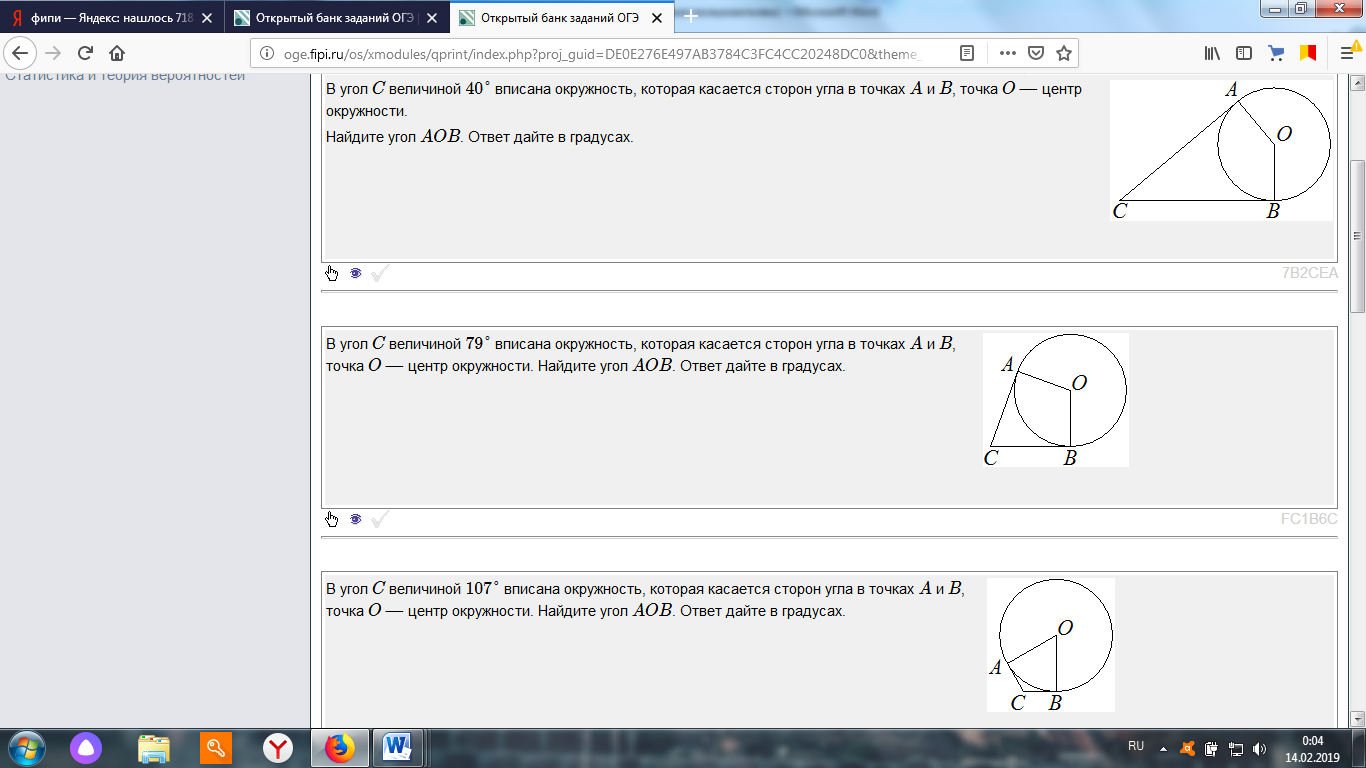 фипи — Яндекс: нашлось 718
Открытый банк заданий ОГЭ
Открытый банк заданий ОГЭ
oge.fipi.ru/os/xmodules/qprint/index.php?proj_guid=DE0E276E497AB3784C3FC4CC20248DC0&theme_
Статистика и теория вероятностей
В угол C величиной 40° вписана окружность, которая касается сторон угла в точках A и B, точка O — центр
окружности.
Найдите угол AOB. Ответ дайте в градусах.
A
O
C
B
7B2CEA
В угол C величиной 79° вписана окружность, которая касается сторон угла в точках A и B,
точка O — центр окружности. Найдите угол AOB. Ответ дайте в градусах.
A
O
C
B
FC1B6C
В угол C величиной 107° вписана окружность, которая касается сторон угла в точках A и B,
точка O — центр окружности. Найдите угол AOB. Ответ дайте в градусах.
O
A
C
B
RU
0:04
14.02.2019